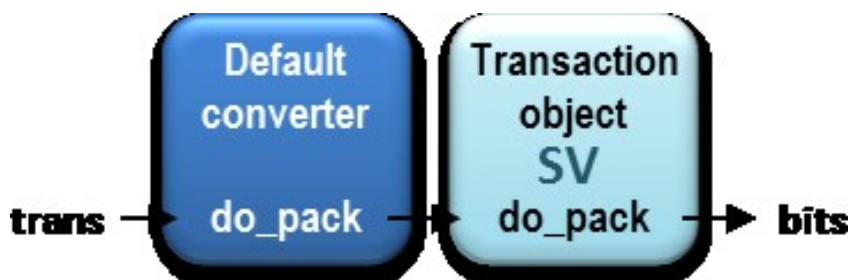 Default
converter
Transaction
object
SV
trans
do_pack
do_pack
bits